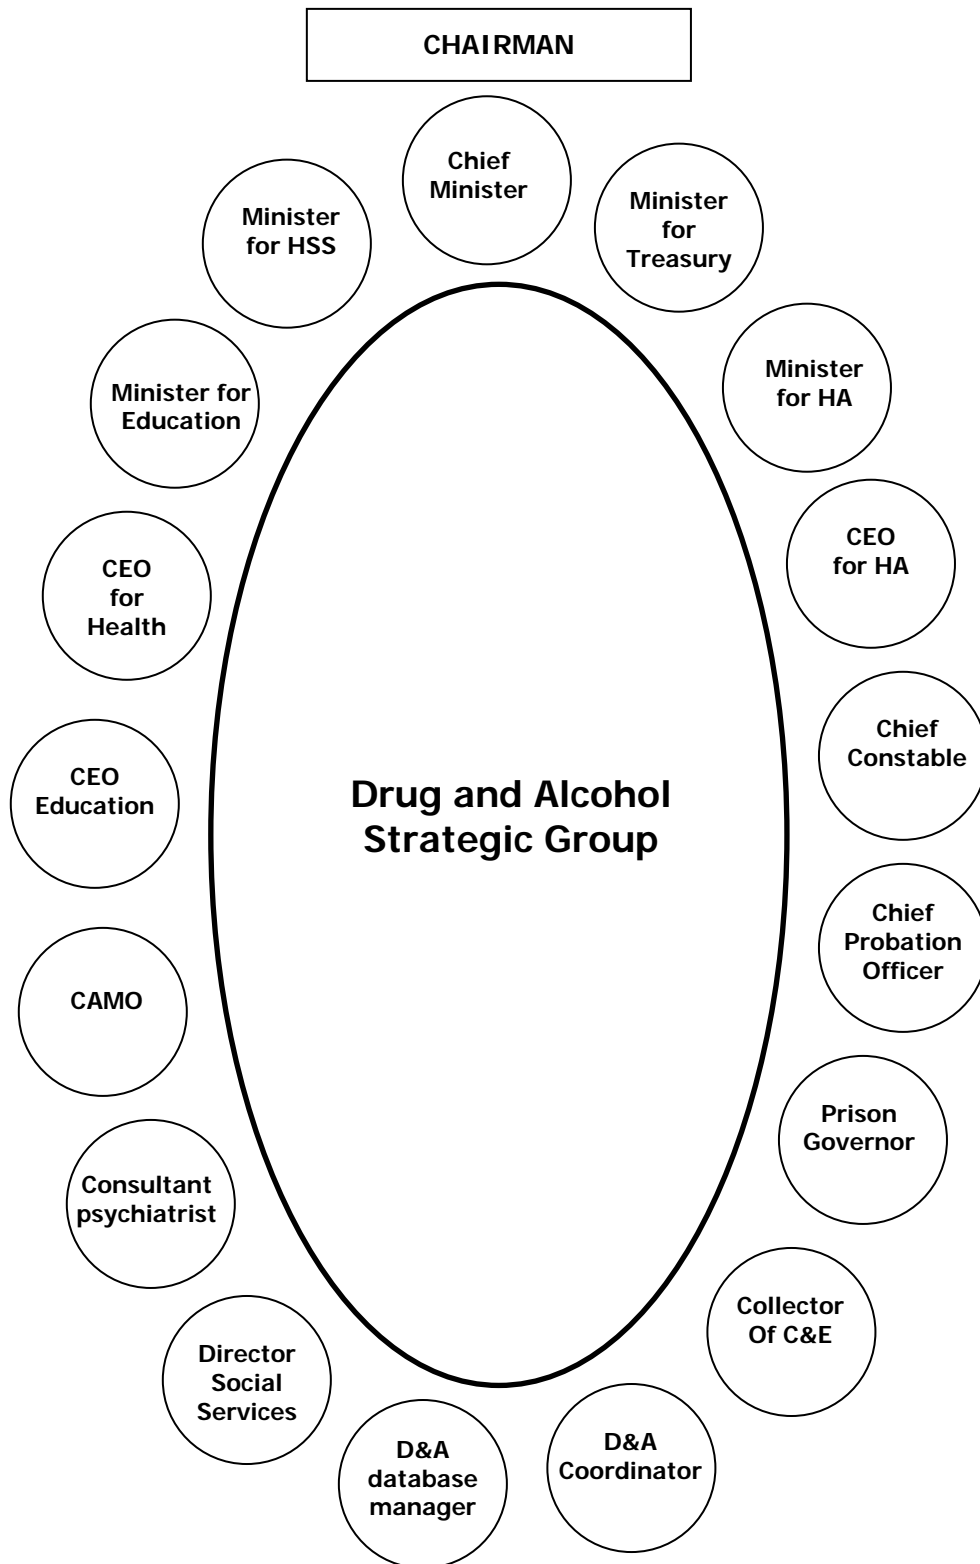 CHAIRMAN
Chief
Minister
Minister
for HSS
Minister
for
Treasury
Minister for
Education
Minister
for HA
CEO
for
Health
CEO
for HA
CEO
Education
Chief
Constable
Drug and Alcohol
Strategic Group
CAMO
Chief
Probation
Officer
Consultant
psychiatrist
Prison
Governor
Director
Social
Services
Collector
Of C&E
D&A
database
manager
D&A
Coordinator